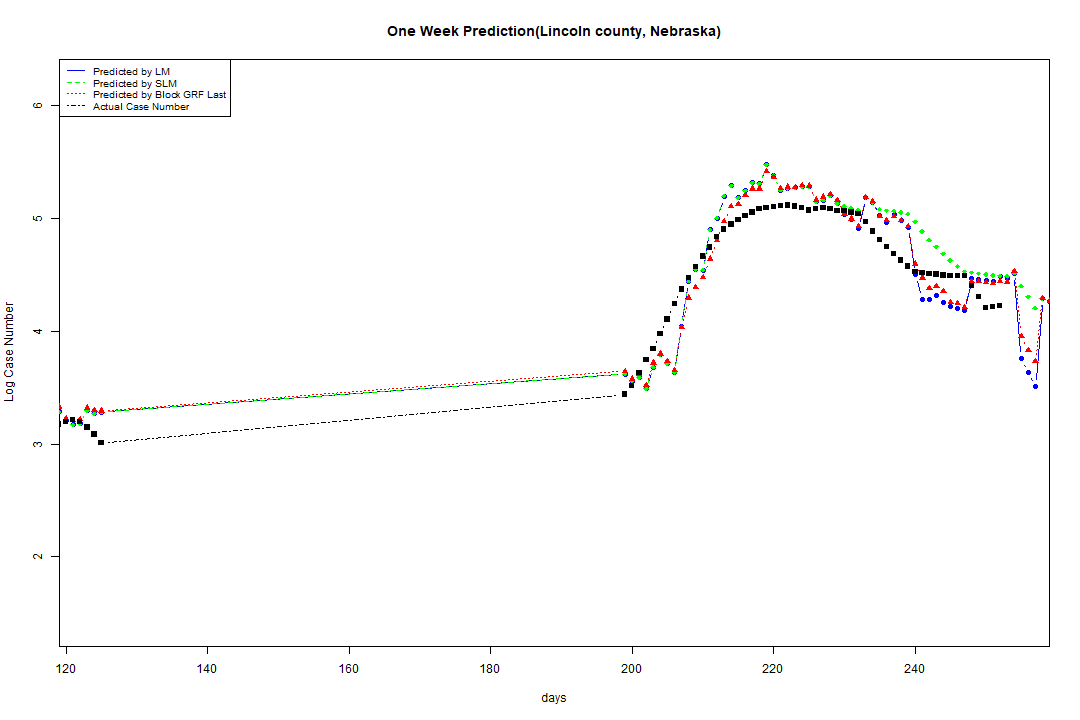 One Week Prediction(Lincoln county, Nebraska)
Predicted by LM
Predicted by SLM
Predicted by Block GRF Last
Actual Case Number
6
5
4
3
2
Log Case Number
120 140 160 180 200 220 240
days